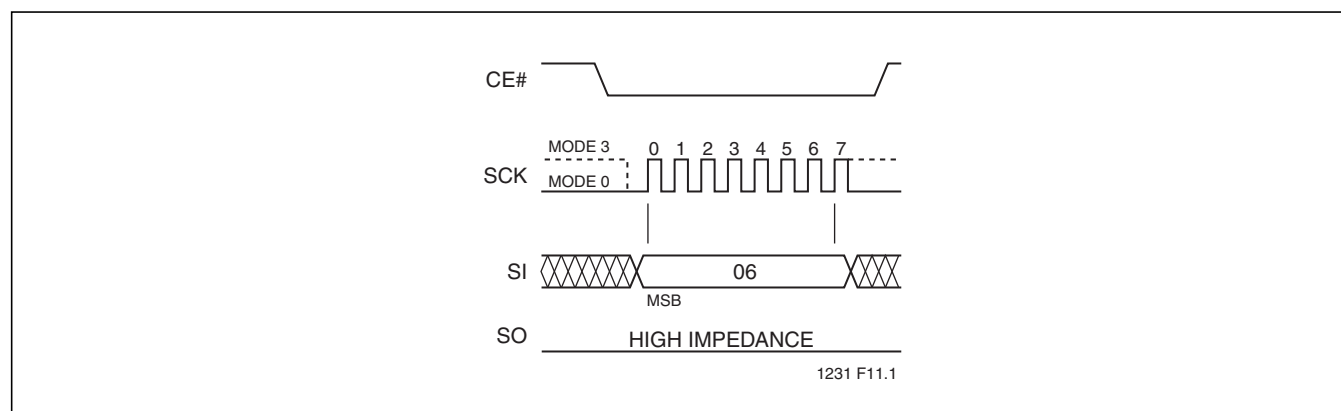 CE#
MODE 3
0 1 2 3 4 5 6 7
SCK
MODE 0
SI
06
MSB
SO
HIGH IMPEDANCE
1231 F11.1